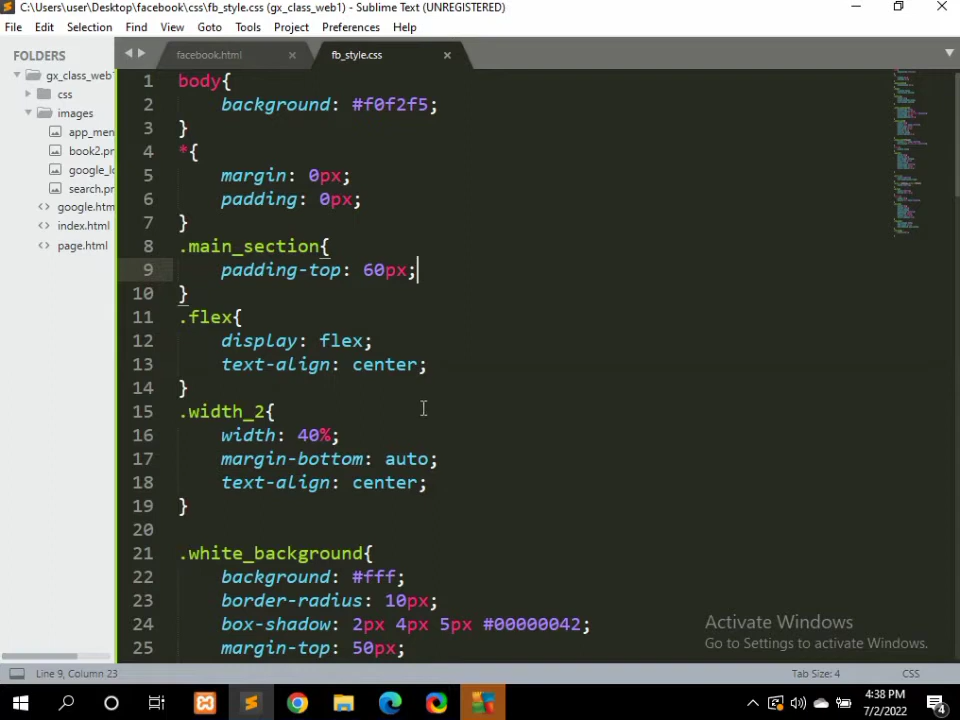 C:\Users\user\Desktop\facebook\css\fb_style.css (gx_class_web1) - Sublime Text (UNREGISTERED)
File Edit Selection Find View Goto Tools Project Preferences Help
FOLDERS
gx_class_web1
css
images
app_men
book2.pr
google_lo
search.pr
google.htm
index.html
page.html
facebook.html
fb_style.css
1 body{
2 background: #f0f2f5;
3 }
4 *{
5 margin: 0px;
6 padding: 0px;
7 }
8 .main_section{
9 padding-top: 60px;
10 }
11 .flex{
12 display: flex;
13 text-align: center;
14 }
15 .width_2{
16 width: 40%;
17 margin-bottom: auto;
18 text-align: center;
19 }
20
21 .white_background{
22 background: #fff;
23 border-radius: 10px;
24 box-shadow: 2px 4px 5px #00000042;
25 margin-top: 50px;
Activate Windows
Go to Settings to activate Windows.
Line 9, Column 23
Tab Size: 4
CSS
4:38 PM
7/2/2022
4